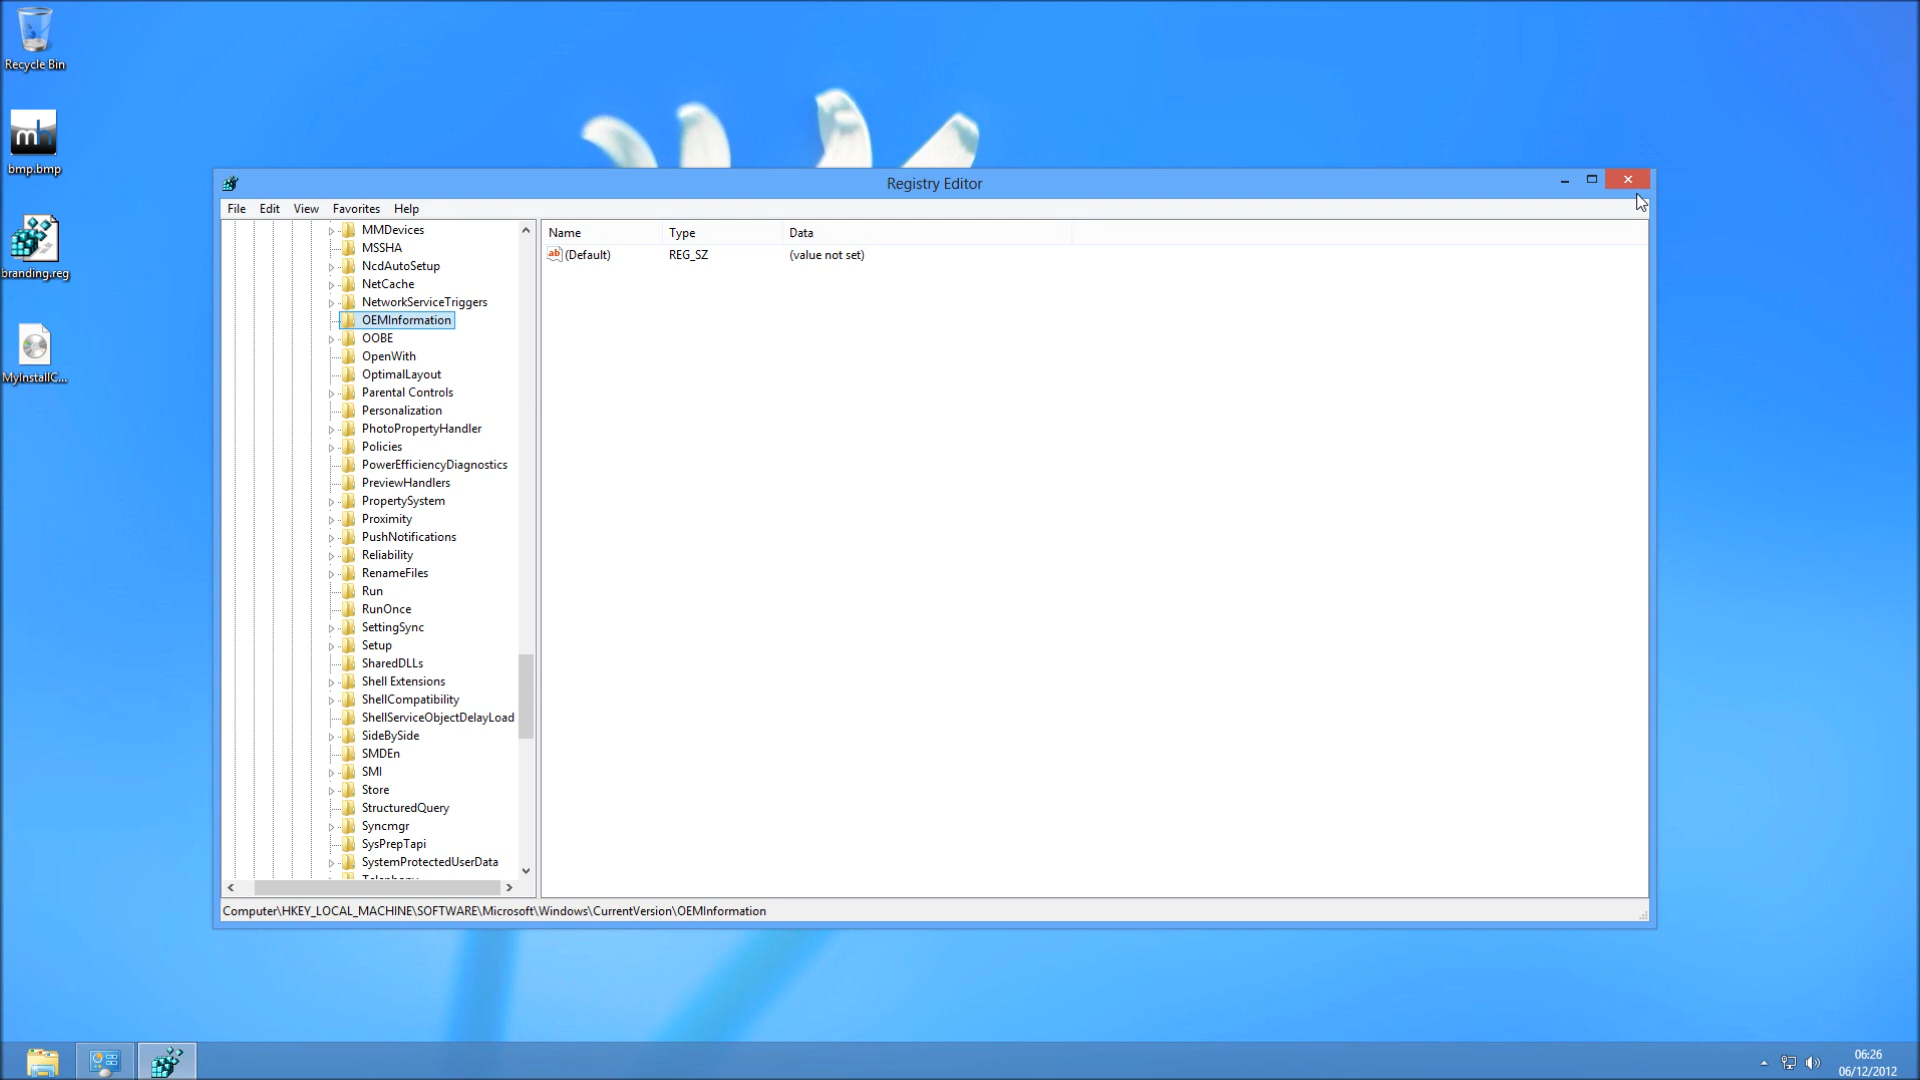 Recycle Bin
mh
bmp.bmp
branding.reg
MyInstallC...
Registry Editor
File Edit View Favorites Help
MMDevices
MSSHA
NcdAutoSetup
NetCache
NetworkServiceTriggers
OEMInformation
OOBE
OpenWith
OptimalLayout
Parental Controls
Personalization
PhotoPropertyHandler
Policies
PowerEfficiencyDiagnostics
PreviewHandlers
PropertySystem
Proximity
PushNotifications
Reliability
RenameFiles
Run
RunOnce
SettingSync
Setup
SharedDLLs
Shell Extensions
ShellCompatibility
ShellServiceObjectDelayLoad
SideBySide
SMDEn
SMI
Store
StructuredQuery
Syncmgr
SysPrepTapi
SystemProtectedUserData
Telephony
Name Type Data
ab (Default) REG_SZ (value not set)
Computer\HKEY_LOCAL_MACHINE\SOFTWARE\Microsoft\Windows\CurrentVersion\OEMInformation
06:26
06/12/2012